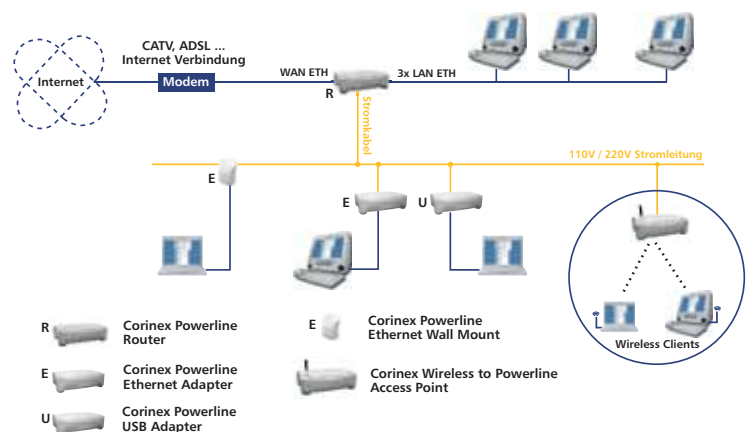 CATV, ADSL ...
Internet Verbindung
Internet
Modem
WAN ETH
R
3x LAN ETH
Stromkabel
110V / 220V Stromleitung
E
E
U
Wireless Clients
R
Corinex Powerline
Router
E
Corinex Powerline
Ethernet Wall Mount
E
Corinex Powerline
Ethernet Adapter
Corinex Wireless to Powerline
Access Point
U
Corinex Powerline
USB Adapter